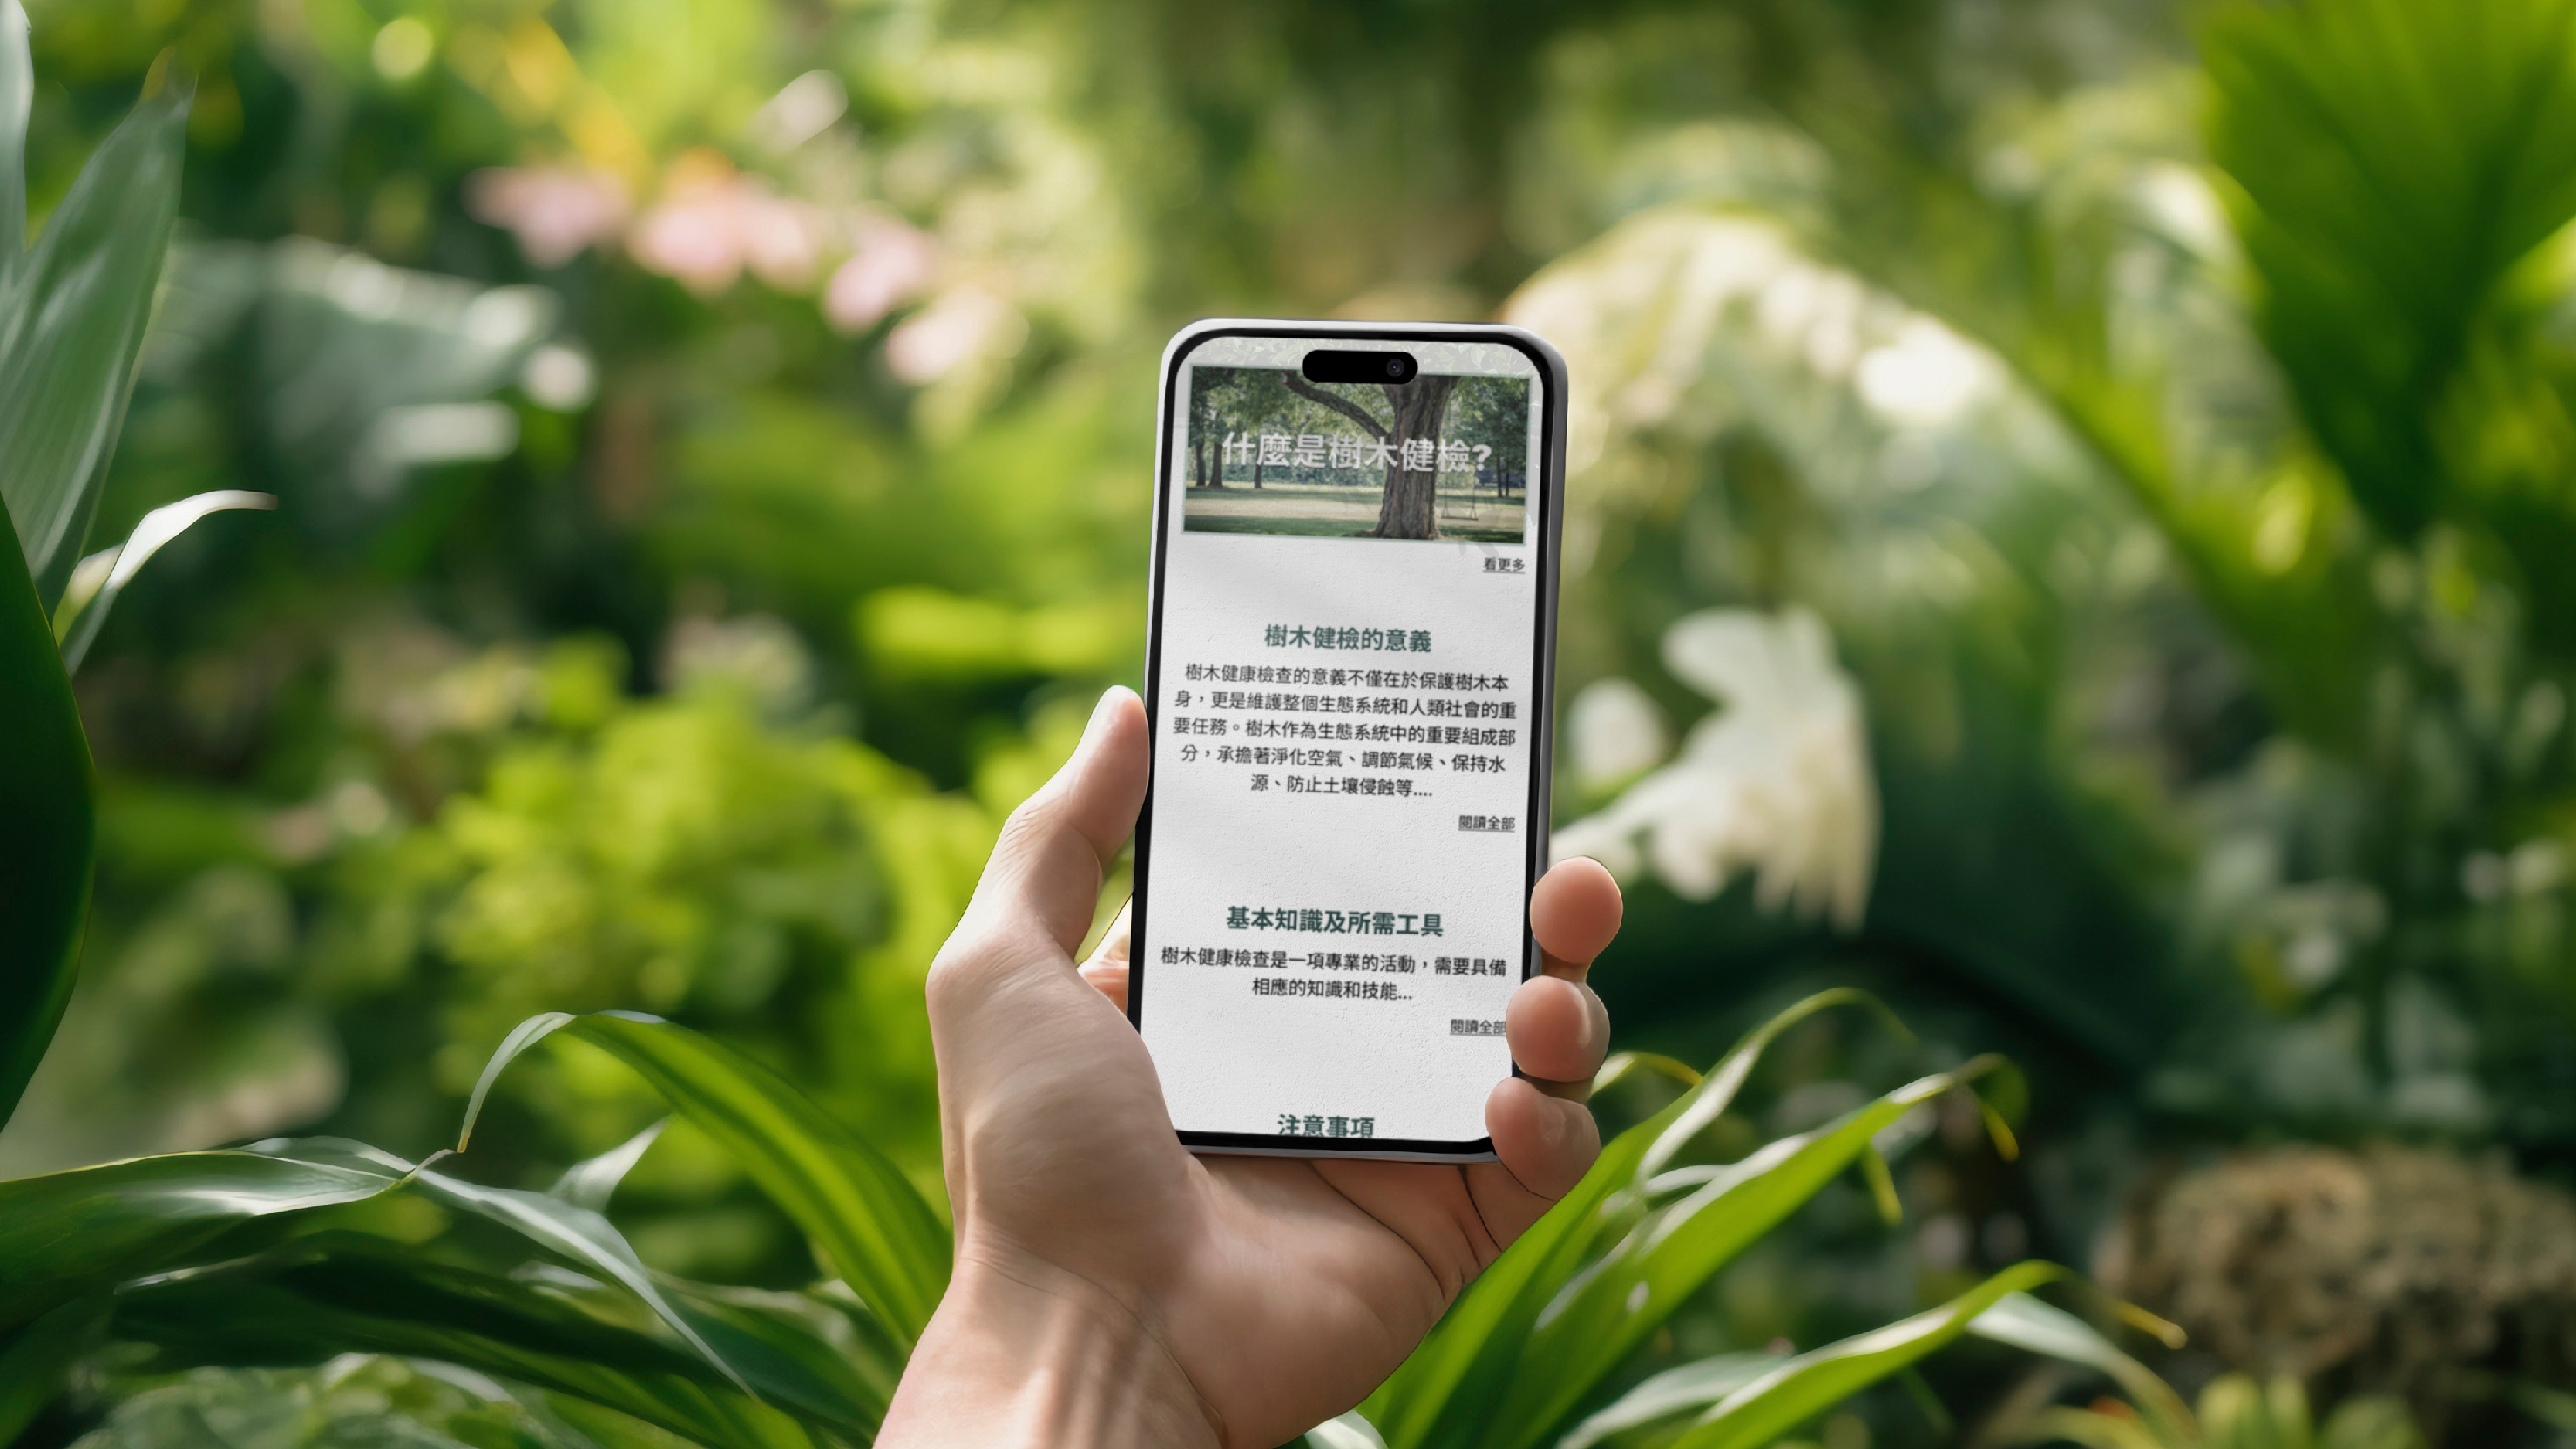 什麼是樹木健檢?
看更多
樹木健檢的意義
樹木健康檢查的意義不僅在於保護樹木本
身，更是維護整個生態系統和人類社會的重
要任務。樹木作為生態系統中的重要組成部
分，承擔著淨化空氣、調節氣候、保持水
源、防止土壤侵蝕等....
閱讀全部
基本知識及所需工具
樹木健康檢查是一項專業的活動，需要具備
相應的知識和技能...
閱讀全部
注意事項